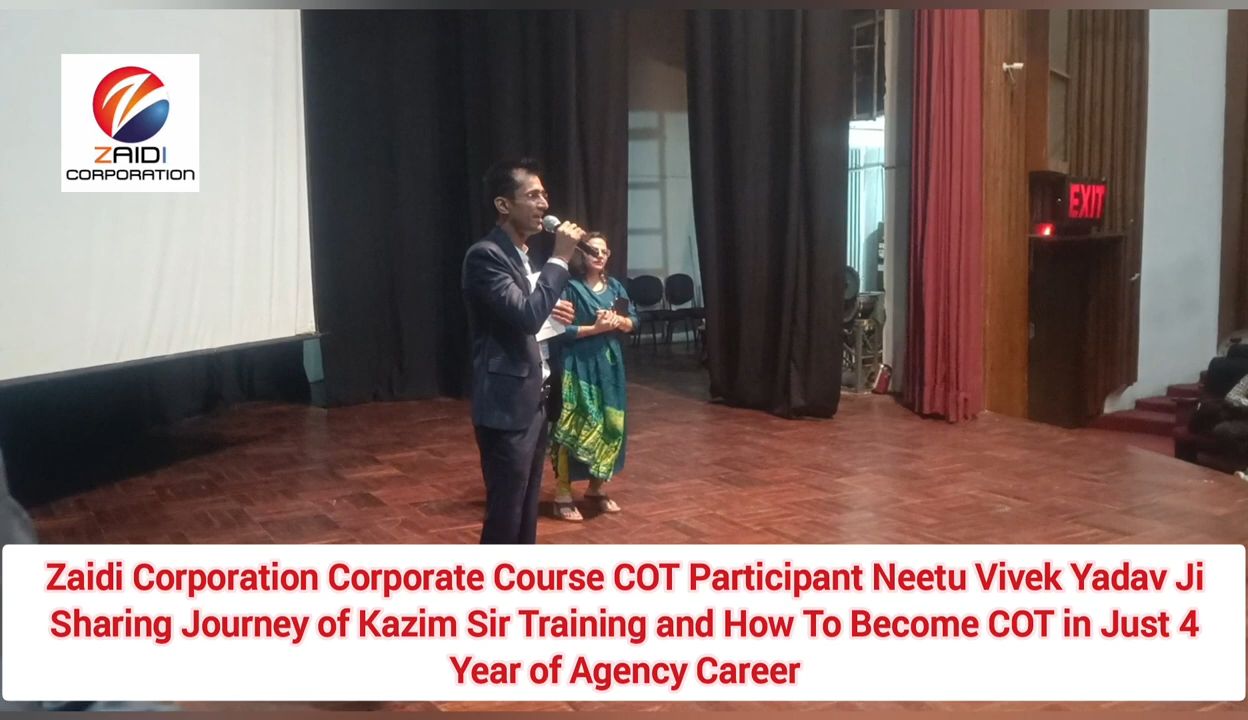 ZAIDI
CORPORATION
EXIT
Zaidi Corporation Corporate Course COT Participant Neetu Vivek Yadav Ji
Sharing Journey of Kazim Sir Training and How To Become COT in Just 4
Year of Agency Career